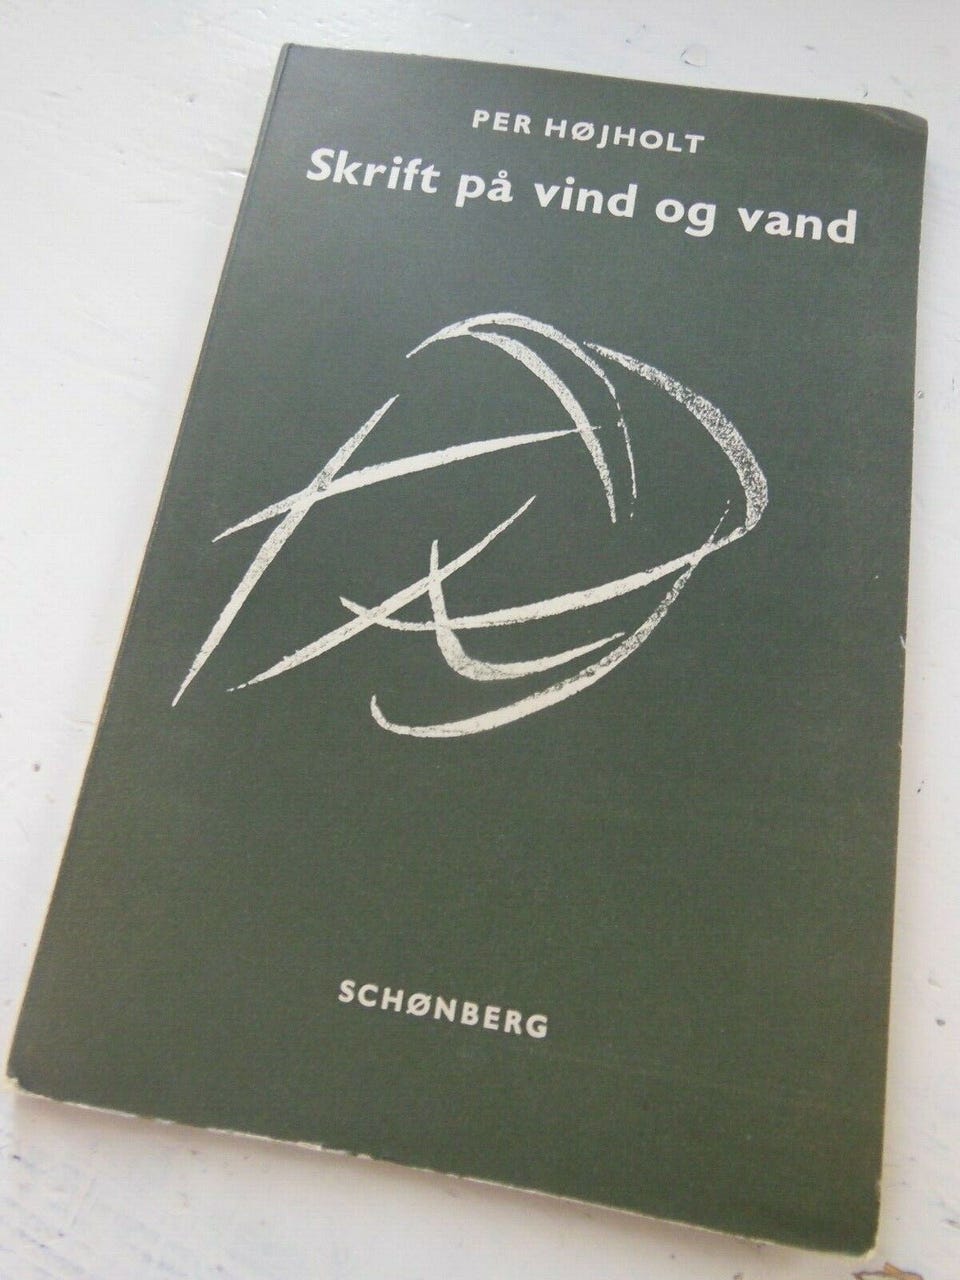 PER HØJHOLT
Skrift på vind og vand
SCHØNBERG